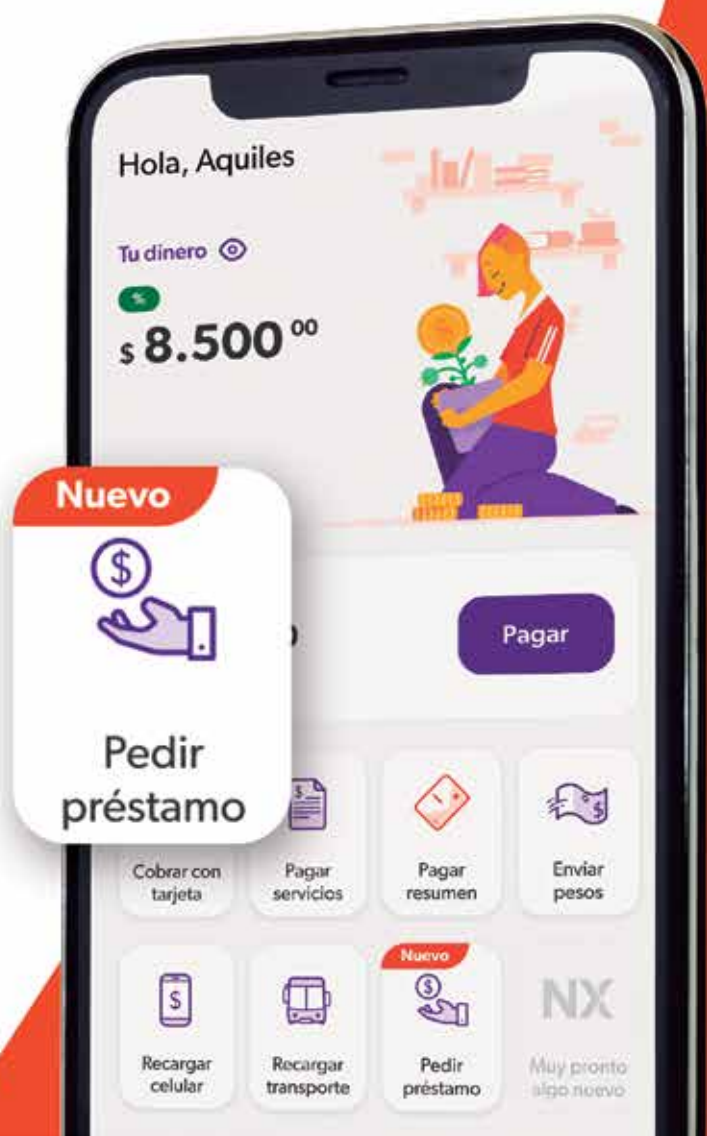 Hola, Aquiles
Tu dinero
%
$ 8.500 00
Nuevo
$
Pedir
préstamo
Pagar
Cobrar con
tarjeta
$
Pagar
servicios
Pagar
resumen
$
Enviar
pesos
$
Recargar
celular
Recargar
transporte
Nuevo
$
Pedir
préstamo
NX
Muy pronto
algo nuevo